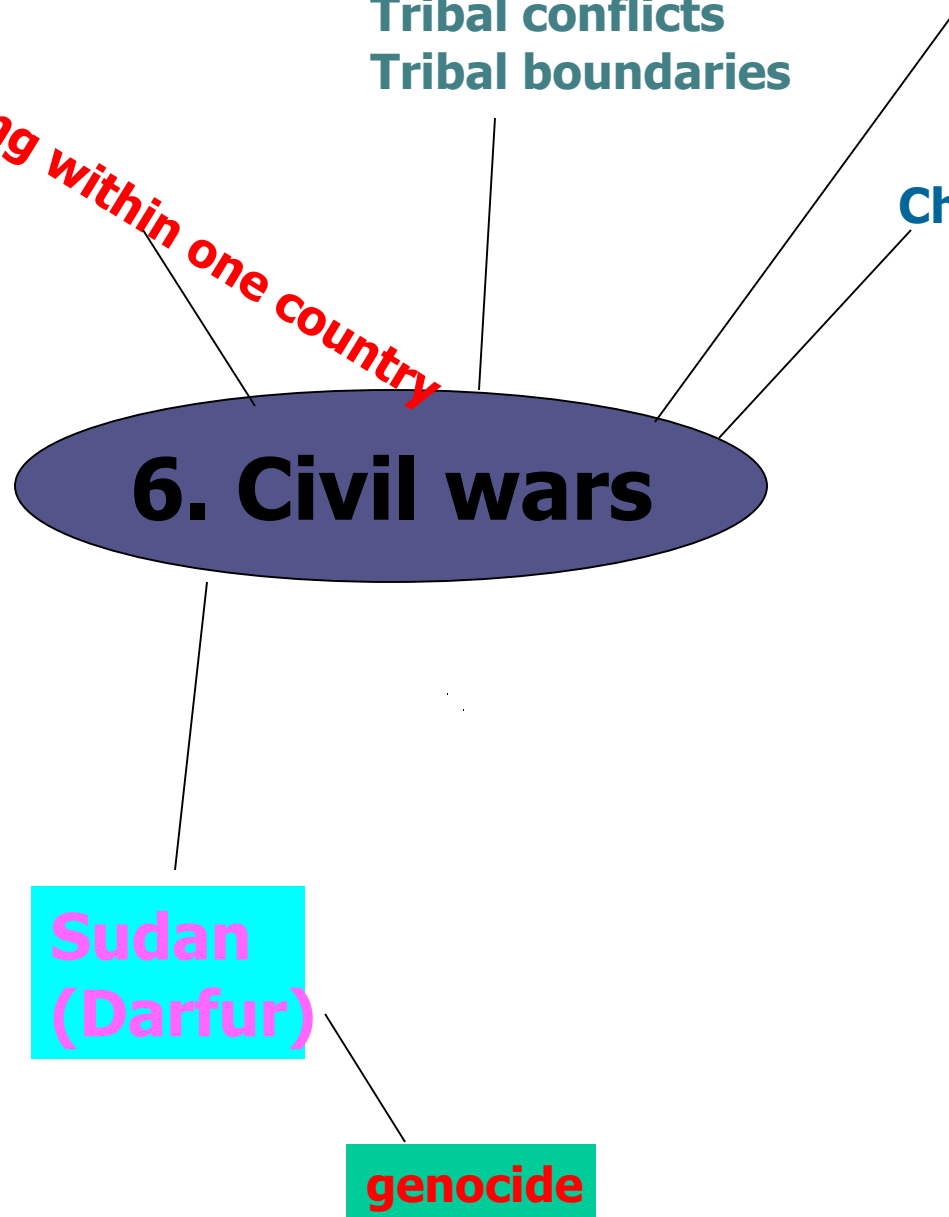 Tribal conflicts
Tribal boundaries
within one country
6. Civil wars
Sudan
(Darfur)
genocide